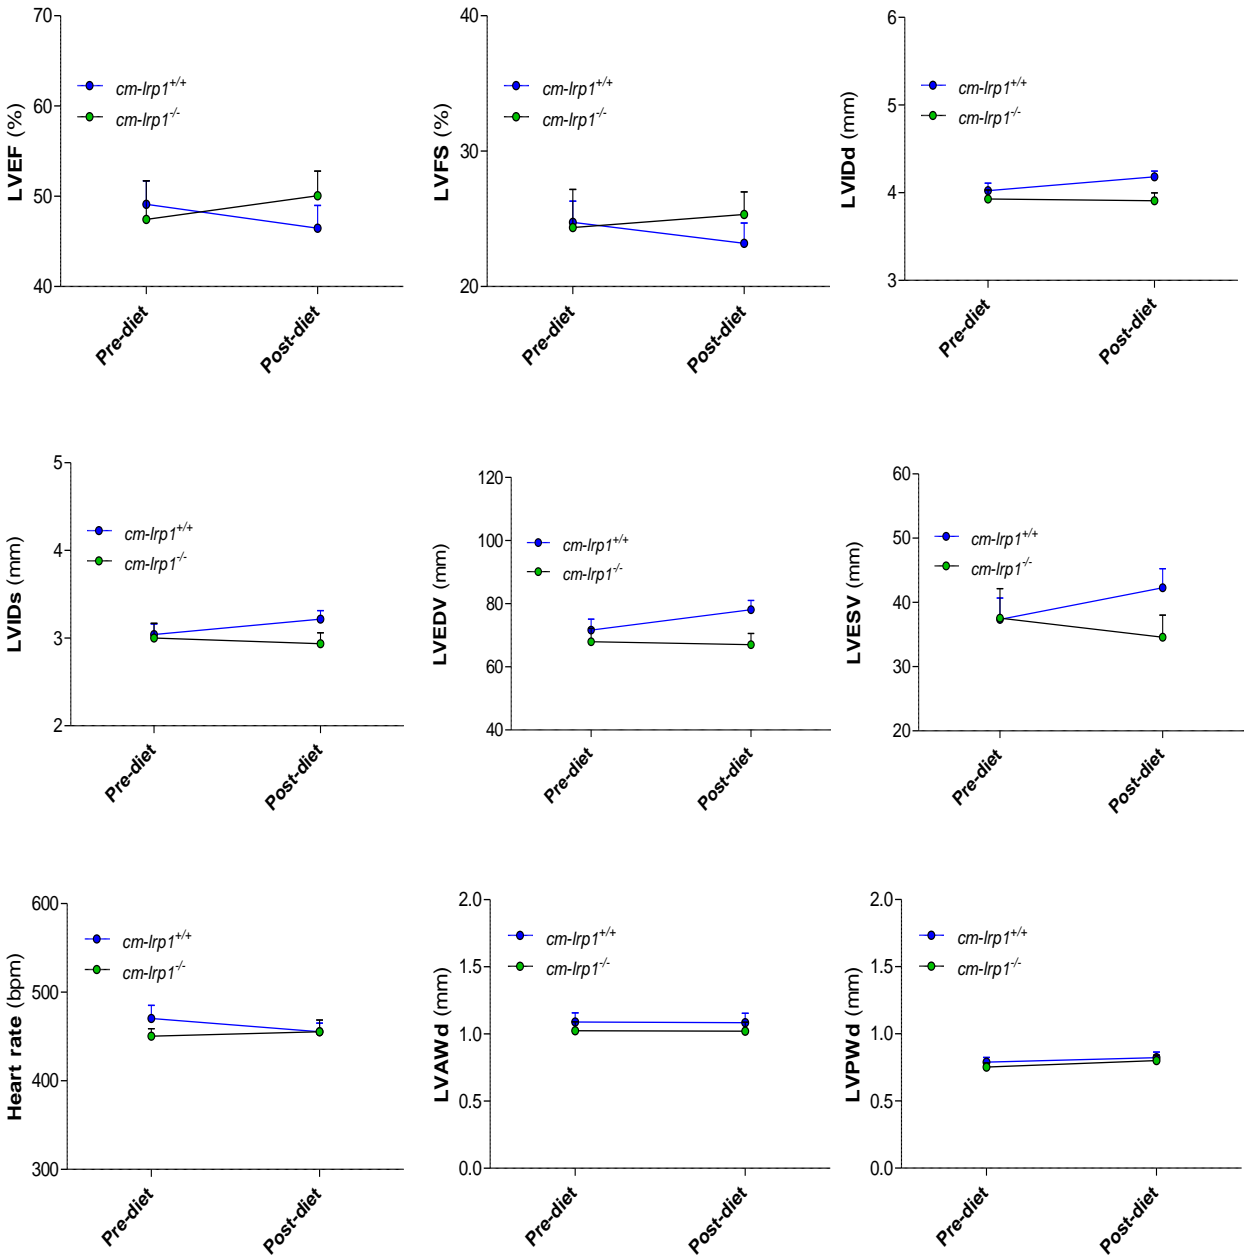 70
60
50
40
LVEF (%)
cm-lrp1+/+
cm-lrp1-/-
Pre-diet
Post-diet
40
30
20
LVFS (%)
cm-lrp1+/+
cm-lrp1-/-
Pre-diet
Post-diet
6
5
4
3
LVIDd (mm)
cm-lrp1+/+
cm-lrp1-/-
Pre-diet
Post-diet
5
4
3
2
LVIDs (mm)
cm-lrp1+/+
cm-lrp1-/-
Pre-diet
Post-diet
120
100
80
60
40
LVEDV (mm)
cm-lrp1+/+
cm-lrp1-/-
Pre-diet
Post-diet
60
50
40
30
20
LVESV (mm)
cm-lrp1+/+
cm-lrp1-/-
Pre-diet
Post-diet
600
500
400
300
Heart rate (bpm)
cm-lrp1+/+
cm-lrp1-/-
Pre-diet
Post-diet
2.0
1.5
1.0
0.5
0.0
LVAWd (mm)
cm-lrp1+/+
cm-lrp1-/-
Pre-diet
Post-diet
2.0
1.5
1.0
0.5
0.0
LVPWd (mm)
cm-lrp1+/+
cm-lrp1-/-
Pre-diet
Post-diet